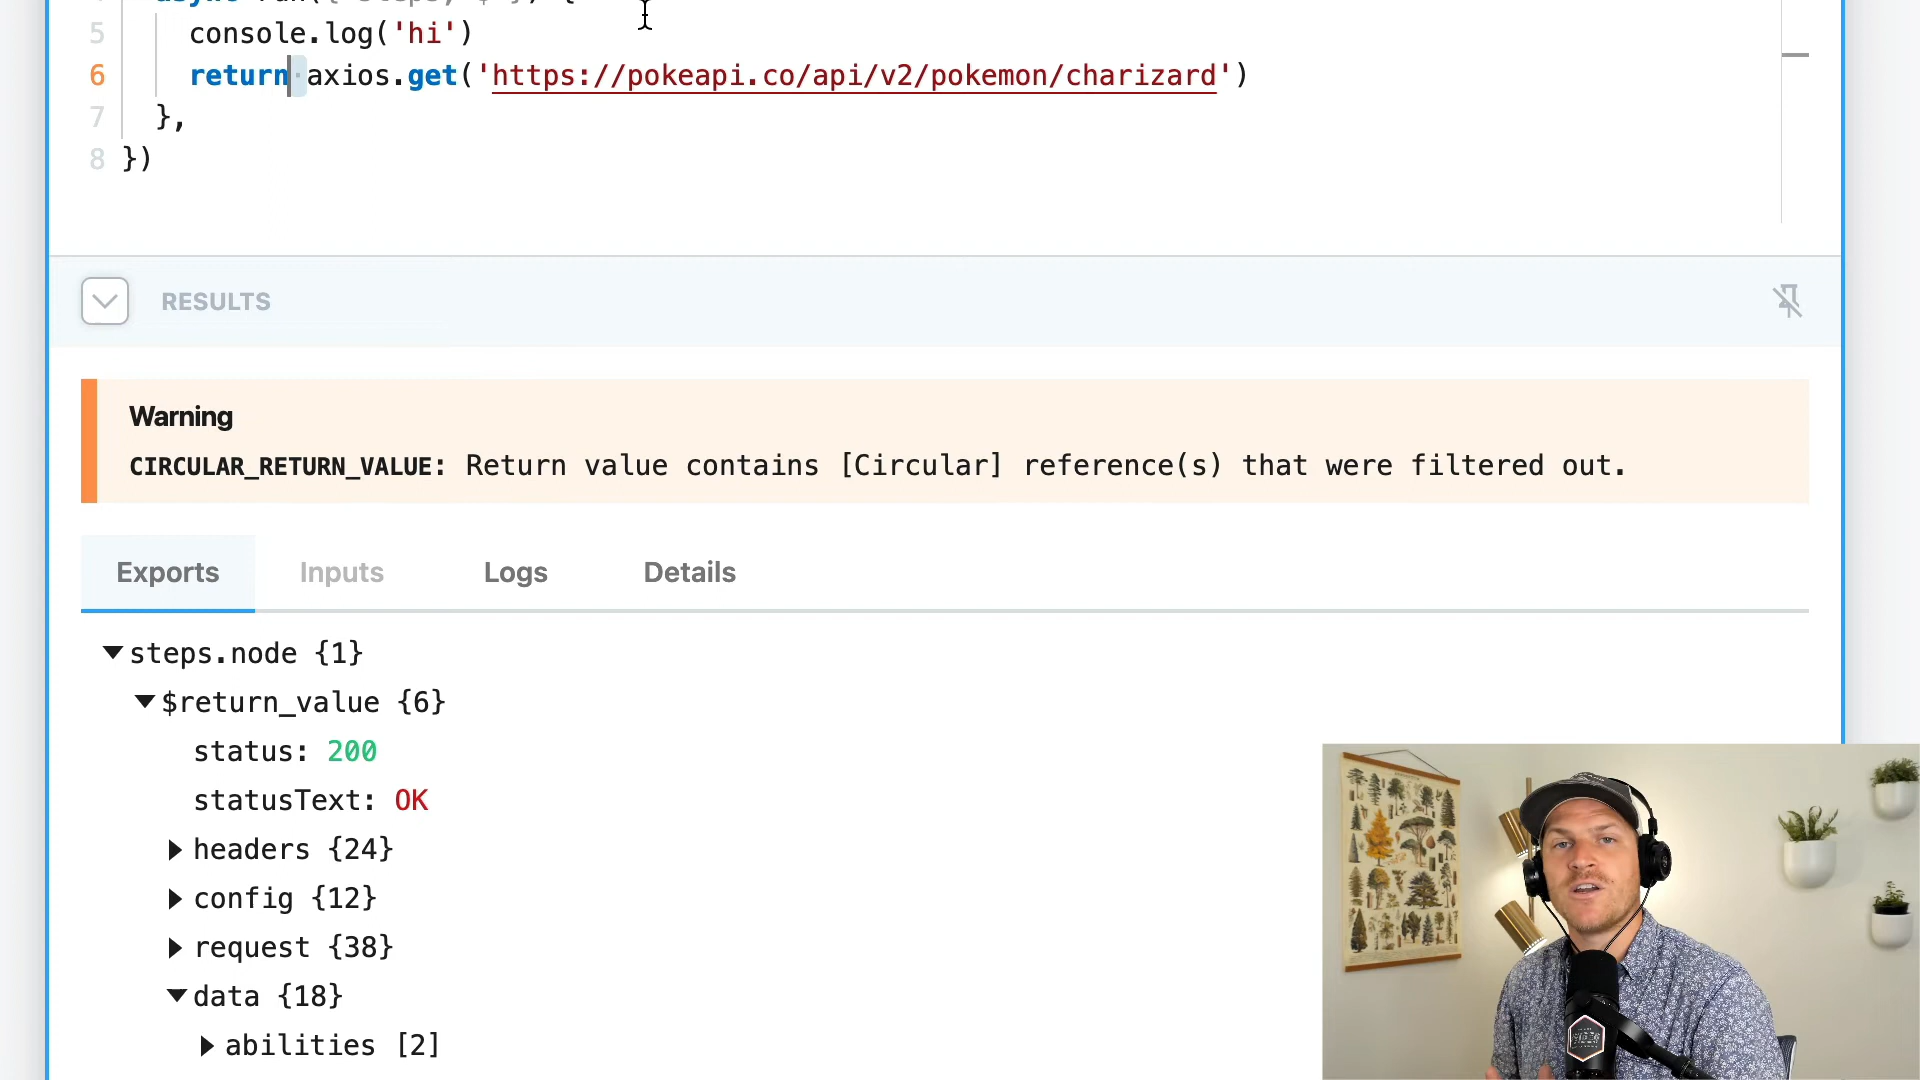 5 console.log('hi')
6 return axios.get('https://pokeapi.co/api/v2/pokemon/charizard')
7 },
8 })
RESULTS
Warning
CIRCULAR_RETURN_VALUE: Return value contains [Circular] reference(s) that were filtered out.
Exports Inputs Logs Details
steps.node {1}
$return_value {6}
status: 200
statusText: OK
headers {24}
config {12}
request {38}
data {18}
abilities [2]